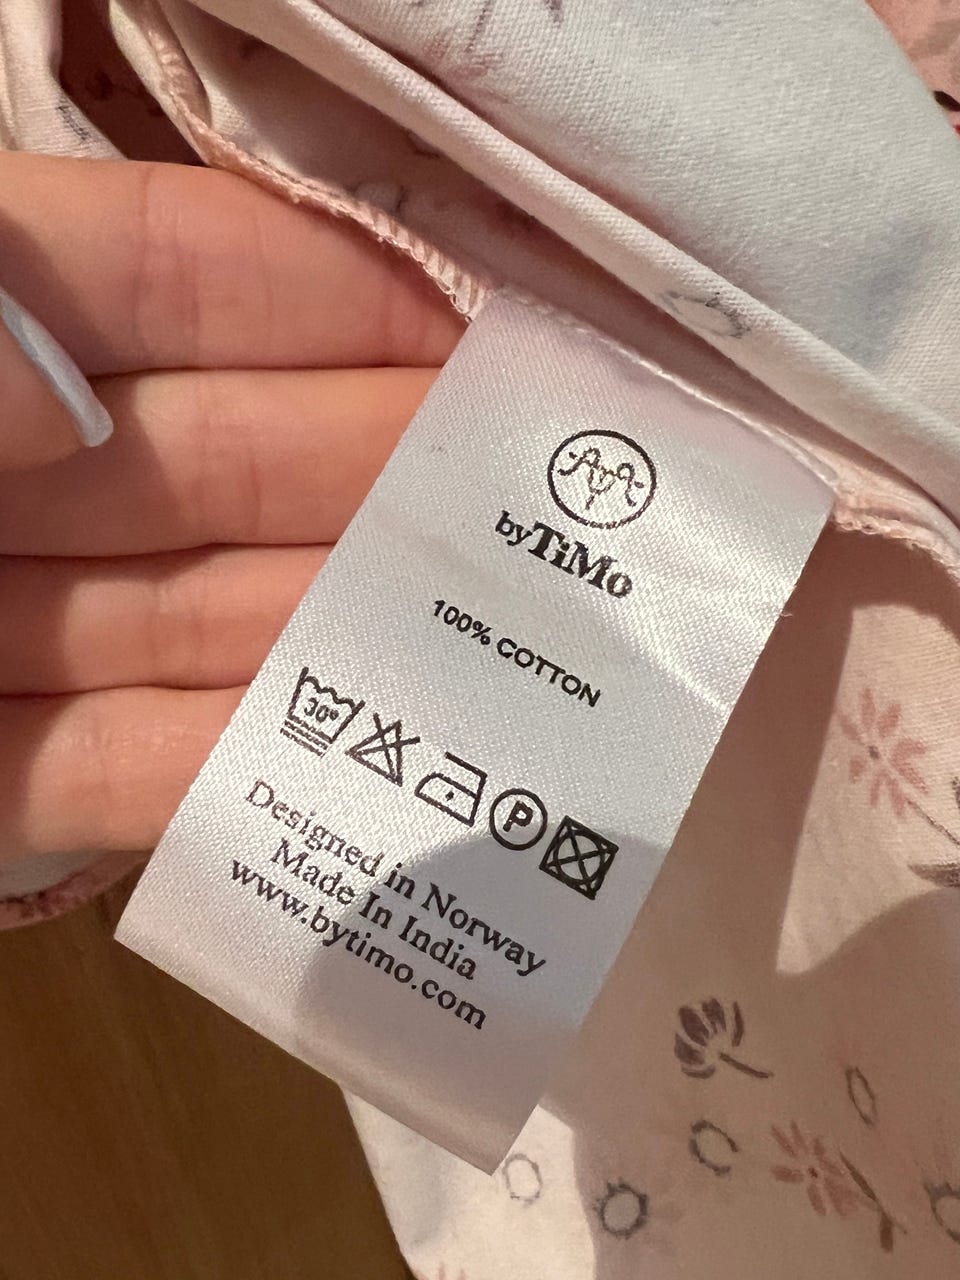 byTiMo
100% COTTON
30°
P
Designed in Norway
Made In India
www.bytimo.com